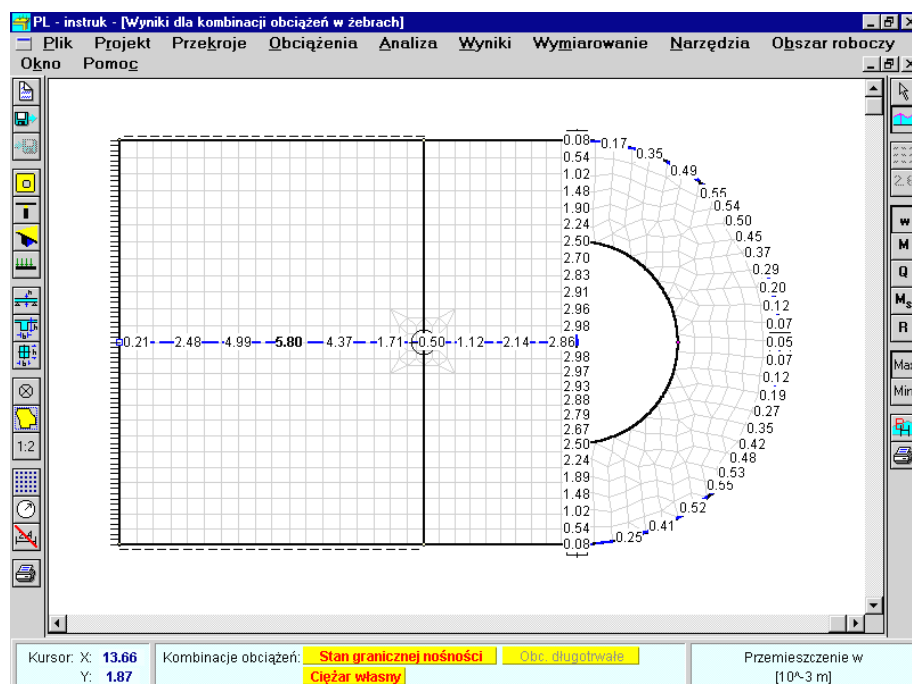 PL - instruk - [Wyniki dla kombinacji obciążeń w żebrach]
Plik Projekt Przekroje Obciążenia Analiza Wyniki Wymiarowanie Narzędzia Obszar roboczy
Okno Pomoc
0.08 0.17 0.35 0.49 0.55 0.54 0.50 0.45 0.37 0.29 0.20 0.12 0.07 0.05 0.07 0.12 0.19 0.27 0.35 0.42 0.48 0.53 0.55 0.52 0.41 0.25 0.08
0.54
1.02
1.48
1.90
2.24
2.50
2.70
2.83
2.91
2.96
2.98
0.21 2.48 4.99 5.80 4.37 1.71 0.50 1.12 2.14 2.86
2.98
2.97
2.93
2.88
2.79
2.67
2.50
2.24
1.89
1.48
1.02
0.54
1:2
w
M
Q
Ms
R
Max
Min
Kursor: X: 13.66 Kombinacje obciążeń: Stan granicznej nośności Obc. długotrwałe Przemieszczenie w
Y: 1.87 Ciężar własny [10^-3 m]